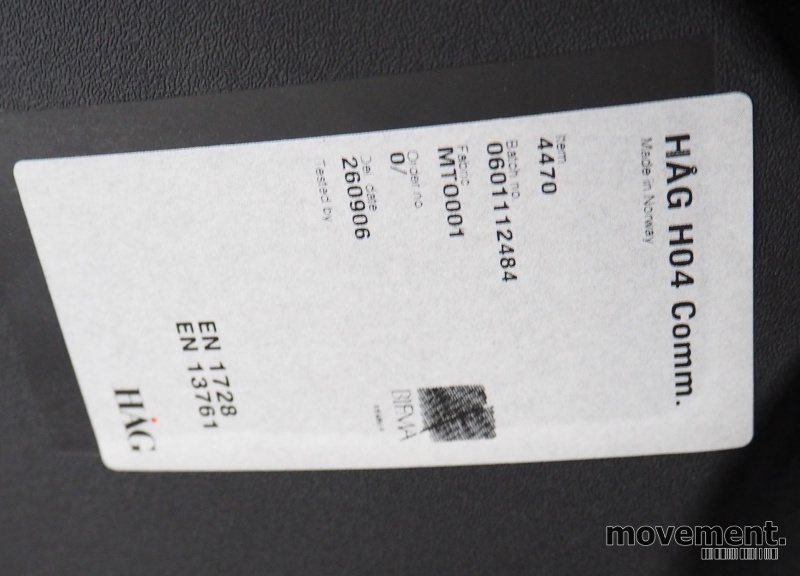 HÅG H04 Comm.
Made in Norway
Item
4470
Batch no.
0601112484
Fabric
MT0001
Order no.
0/
Del. date
260906
Tested by
BIFMA
EN 1728
EN 13761
HÅG
movement.